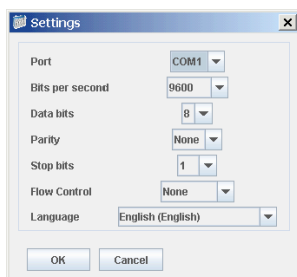 Settings
Port COM1
Bits per second 9600
Data bits 8
Parity None
Stop bits 1
Flow Control None
Language English (English)
OK Cancel